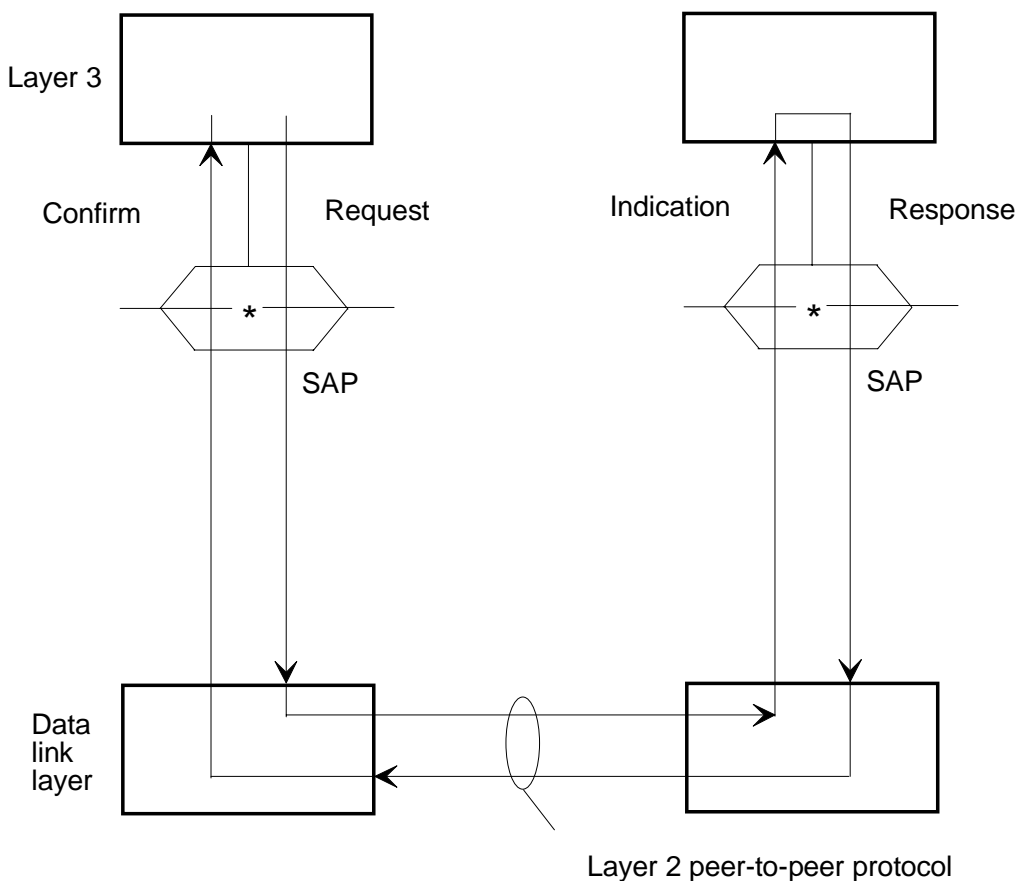 Layer 3
Confirm
Request
Indication
Response
*
*
SAP
SAP
Data
link
layer
Layer 2 peer-to-peer protocol